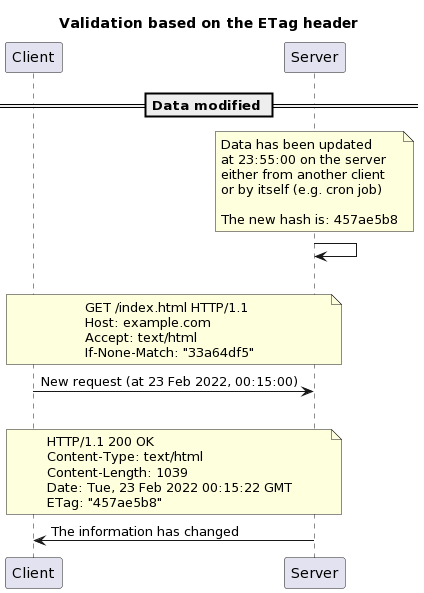 Validation based on the ETag header
Client
Server
Data modified
Data has been updated
at 23:55:00 on the server
either from another client
or by itself (e.g. cron job)
The new hash is: 457ae5b8
GET /index.html HTTP/1.1
Host: example.com
Accept: text/html
If-None-Match: "33a64df5"
New request (at 23 Feb 2022, 00:15:00)
HTTP/1.1 200 OK
Content-Type: text/html
Content-Length: 1039
Date: Tue, 23 Feb 2022 00:15:22 GMT
ETag: "457ae5b8"
The information has changed
Client
Server